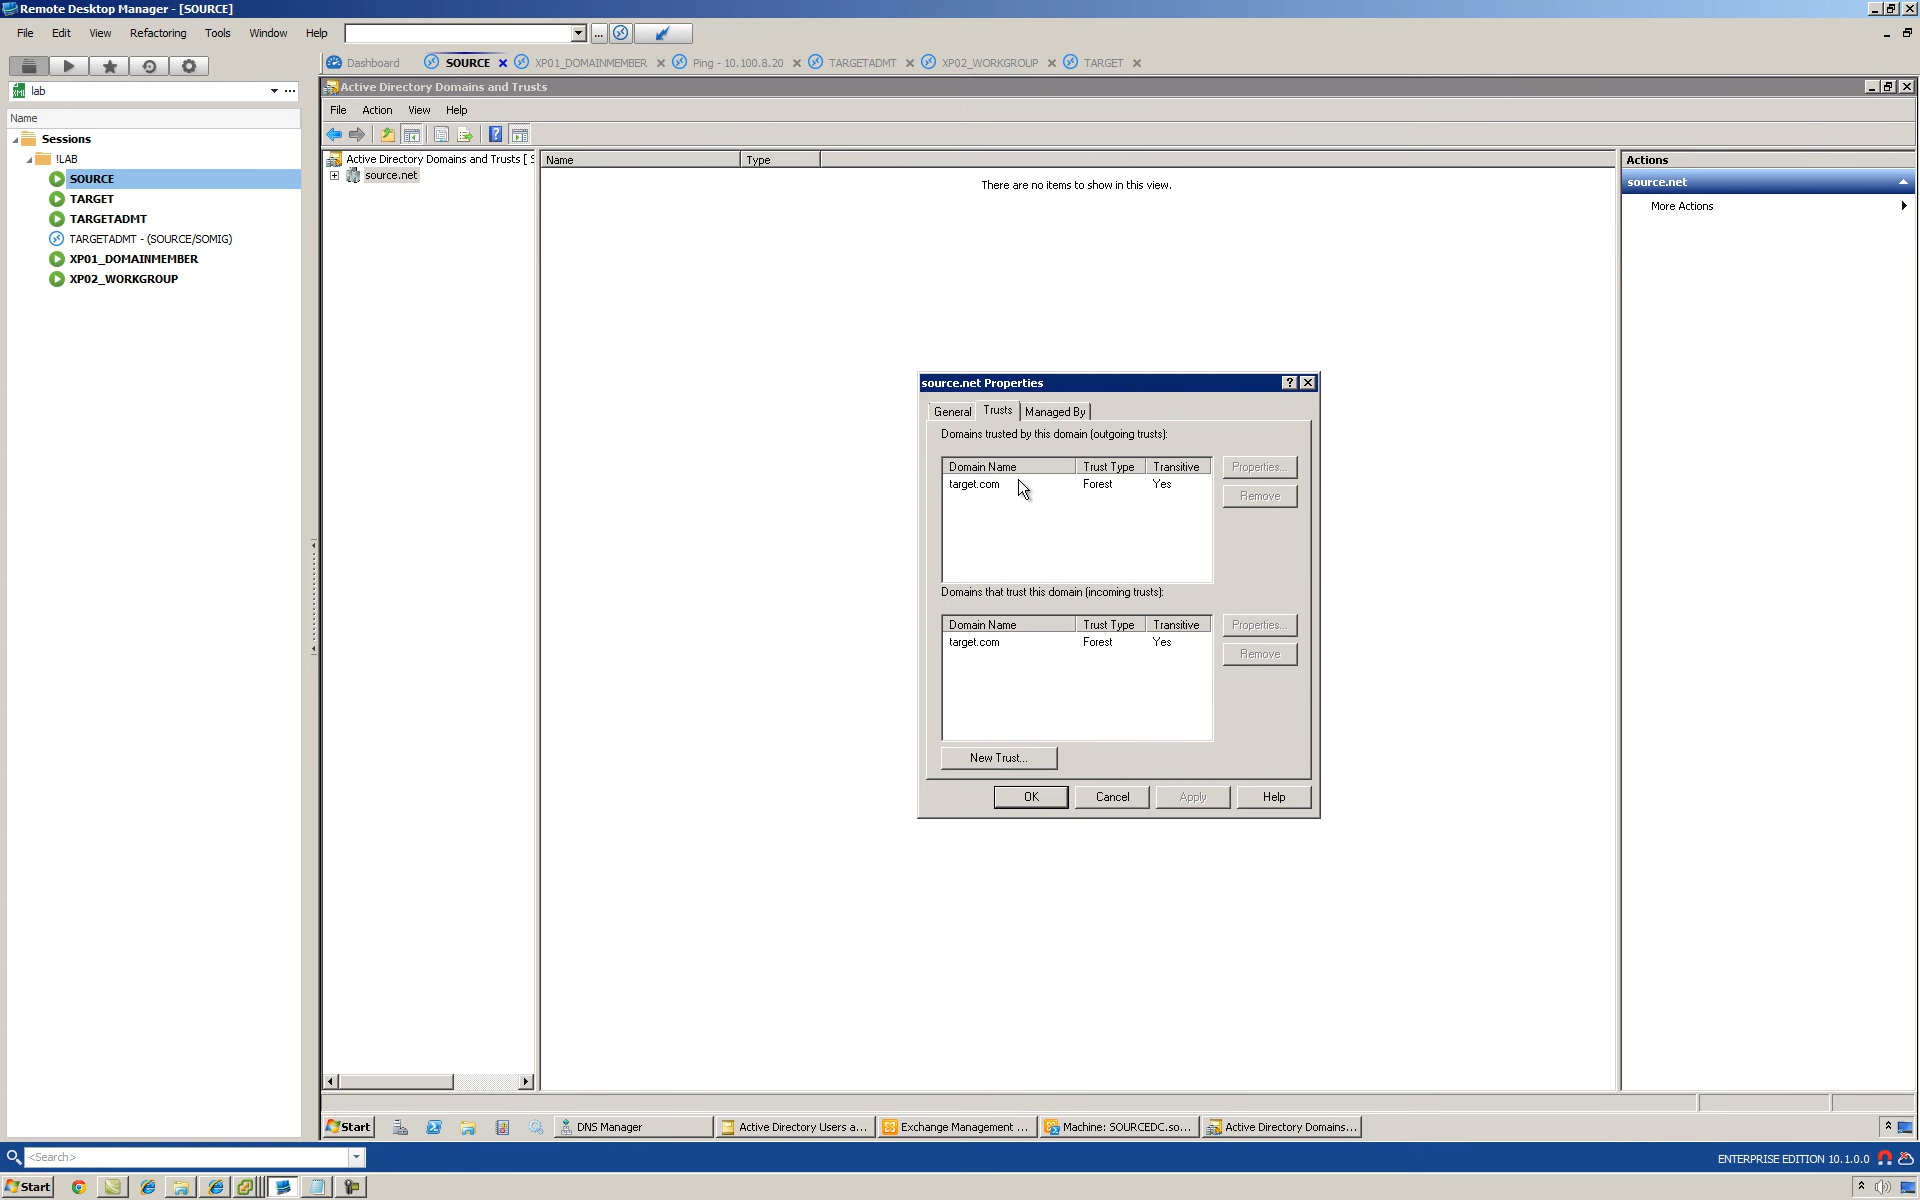 Remote Desktop Manager - [SOURCE]
File Edit View Refactoring Tools Window Help
...
lab
...
Dashboard SOURCE XP01_DOMAINMEMBER Ping - 10.100.8.20 TARGETADMT XP02_WORKGROUP TARGET
Name
Sessions
!LAB
SOURCE
TARGET
TARGETADMT
TARGETADMT - (SOURCE/SOMIG)
XP01_DOMAINMEMBER
XP02_WORKGROUP
Active Directory Domains and Trusts
File Action View Help
Active Directory Domains and Trusts [ S
source.net
Name Type
There are no items to show in this view.
Actions
source.net
More Actions
source.net Properties
General Trusts Managed By
Domains trusted by this domain (outgoing trusts):
Domain Name Trust Type Transitive
target.com Forest Yes
Properties...
Remove
Domains that trust this domain (incoming trusts):
Domain Name Trust Type Transitive
target.com Forest Yes
Properties...
Remove
New Trust...
OK Cancel Apply Help
Start DNS Manager Active Directory Users a... Exchange Management ... Machine: SOURCEDC.so... Active Directory Domains...
<Search>
ENTERPRISE EDITION 10.1.0.0
Start